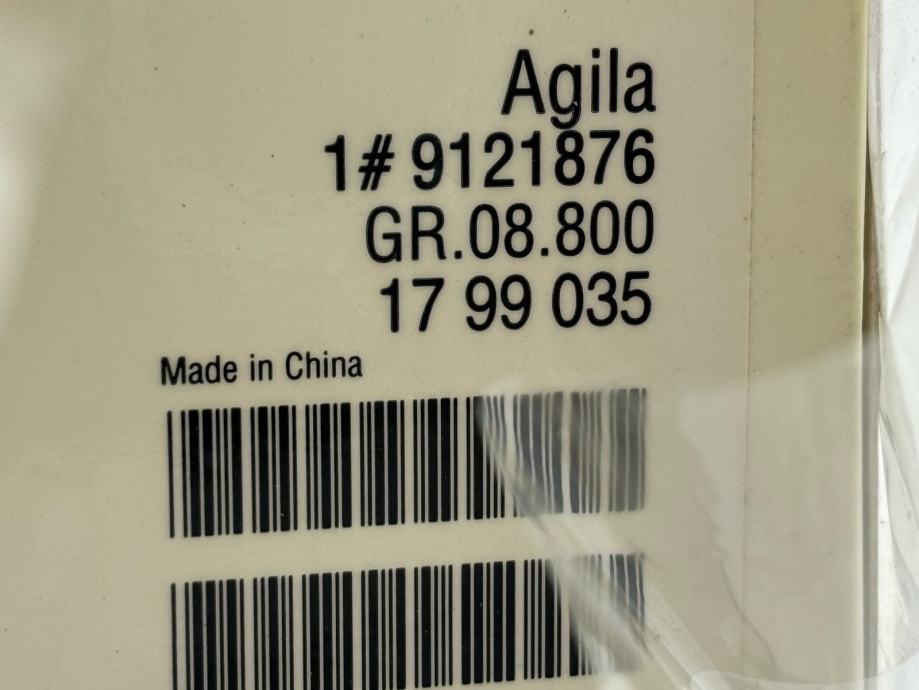 Agila
1# 9121876
GR.08.800
17 99 035
Made in China